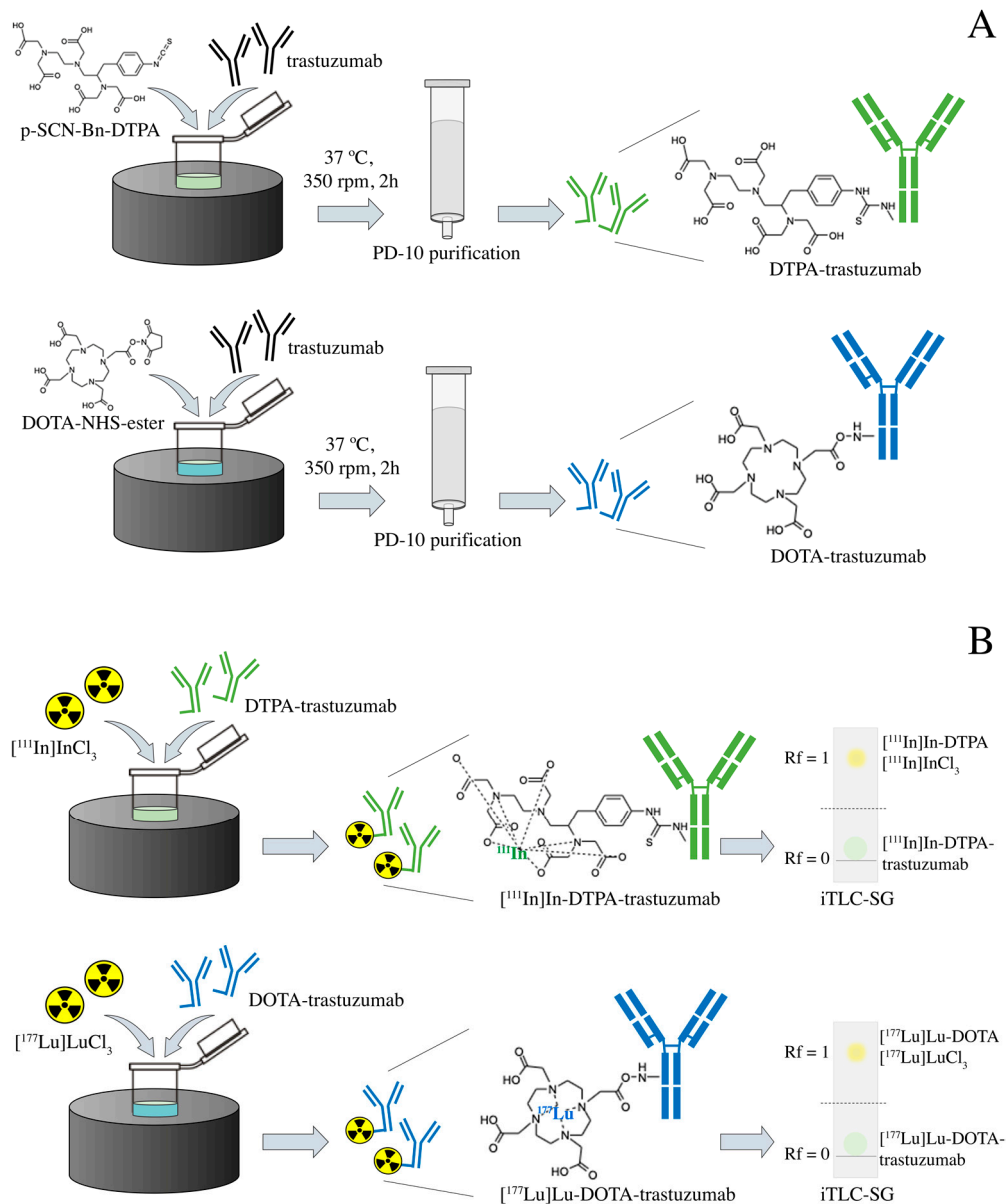 A
trastuzumab
p-SCN-Bn-DTPA
37 ºC,
350 rpm, 2h
PD-10 purification
DTPA-trastuzumab
trastuzumab
DOTA-NHS-ester
37 ºC,
350 rpm, 2h
PD-10 purification
DOTA-trastuzumab
B
DTPA-trastuzumab
[¹¹¹In]InCl₃
¹¹¹In
[¹¹¹In]In-DTPA-trastuzumab
Rf = 1
[¹¹¹In]In-DTPA
[¹¹¹In]InCl₃
Rf = 0
[¹¹¹In]In-DTPA-
trastuzumab
iTLC-SG
DOTA-trastuzumab
[¹⁷⁷Lu]LuCl₃
¹⁷⁷Lu
[¹⁷⁷Lu]Lu-DOTA-trastuzumab
Rf = 1
[¹⁷⁷Lu]Lu-DOTA
[¹⁷⁷Lu]LuCl₃
Rf = 0
[¹⁷⁷Lu]Lu-DOTA-
trastuzumab
iTLC-SG